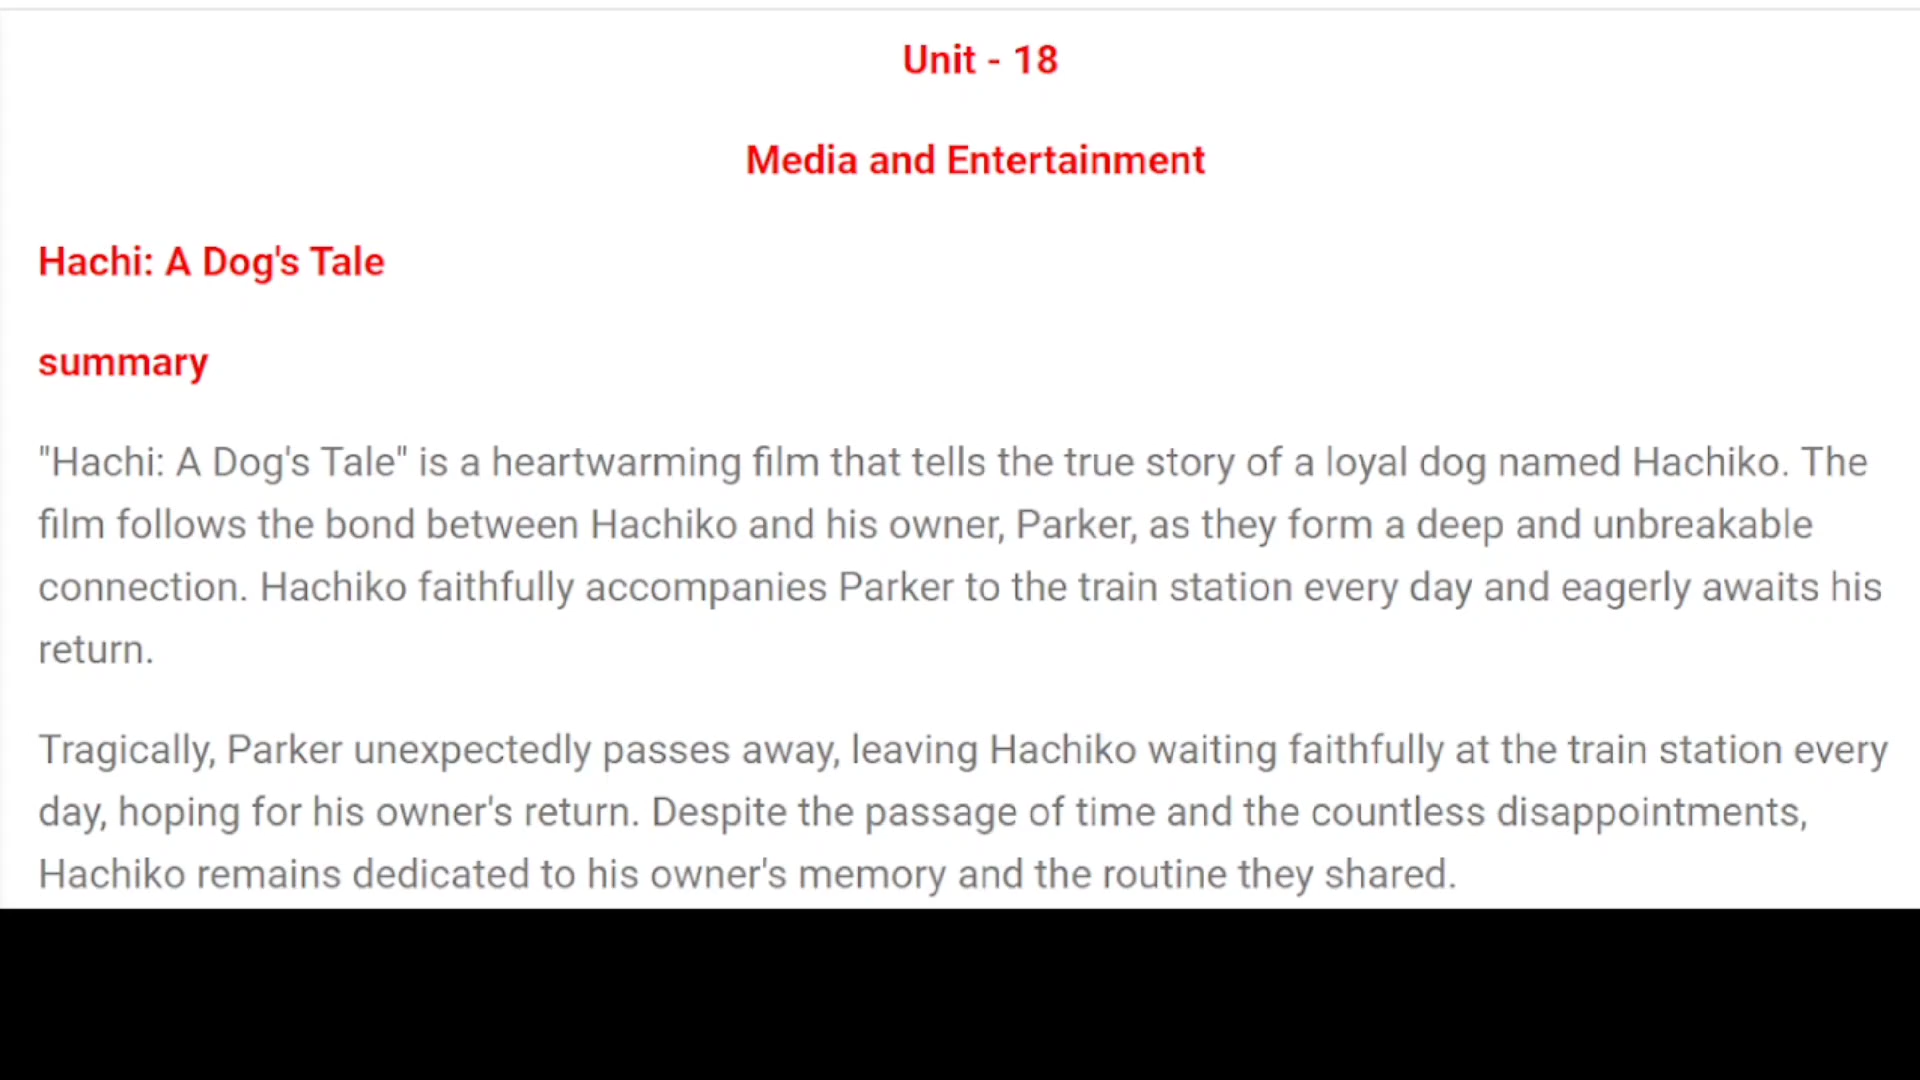 Unit - 18
Media and Entertainment
Hachi: A Dog's Tale
summary
"Hachi: A Dog's Tale" is a heartwarming film that tells the true story of a loyal dog named Hachiko. The
film follows the bond between Hachiko and his owner, Parker, as they form a deep and unbreakable
connection. Hachiko faithfully accompanies Parker to the train station every day and eagerly awaits his
return.
Tragically, Parker unexpectedly passes away, leaving Hachiko waiting faithfully at the train station every
day, hoping for his owner's return. Despite the passage of time and the countless disappointments,
Hachiko remains dedicated to his owner's memory and the routine they shared.